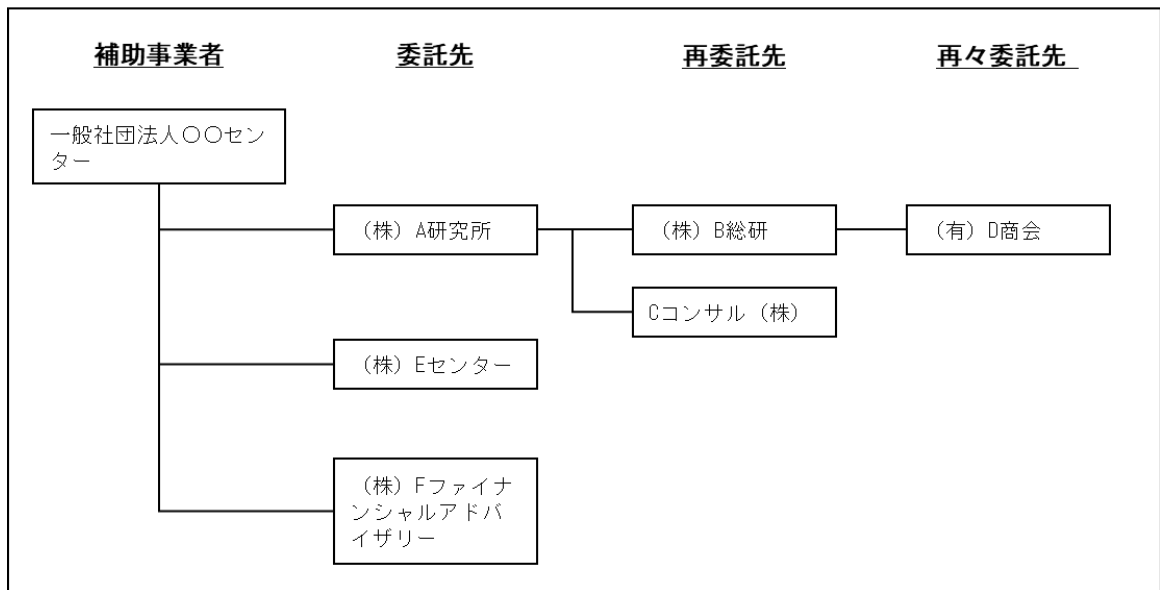 補助事業者
委託先
再委託先
再々委託先
一般社団法人〇〇セン
ター
（株）A研究所
（株）B総研
（有）D商会
Cコンサル（株）
（株）Eセンター
（株）Fファイナ
ンシャルアドバ
イザリー